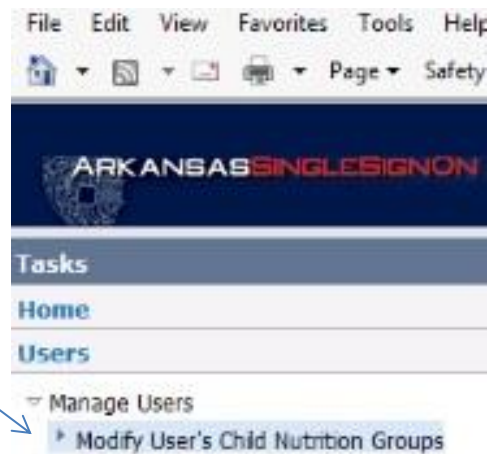 File Edit View Favorites Tools Help
Page Safety
ARKANSASSINGLESIGNON
Tasks
Home
Users
Manage Users
Modify User's Child Nutrition Groups